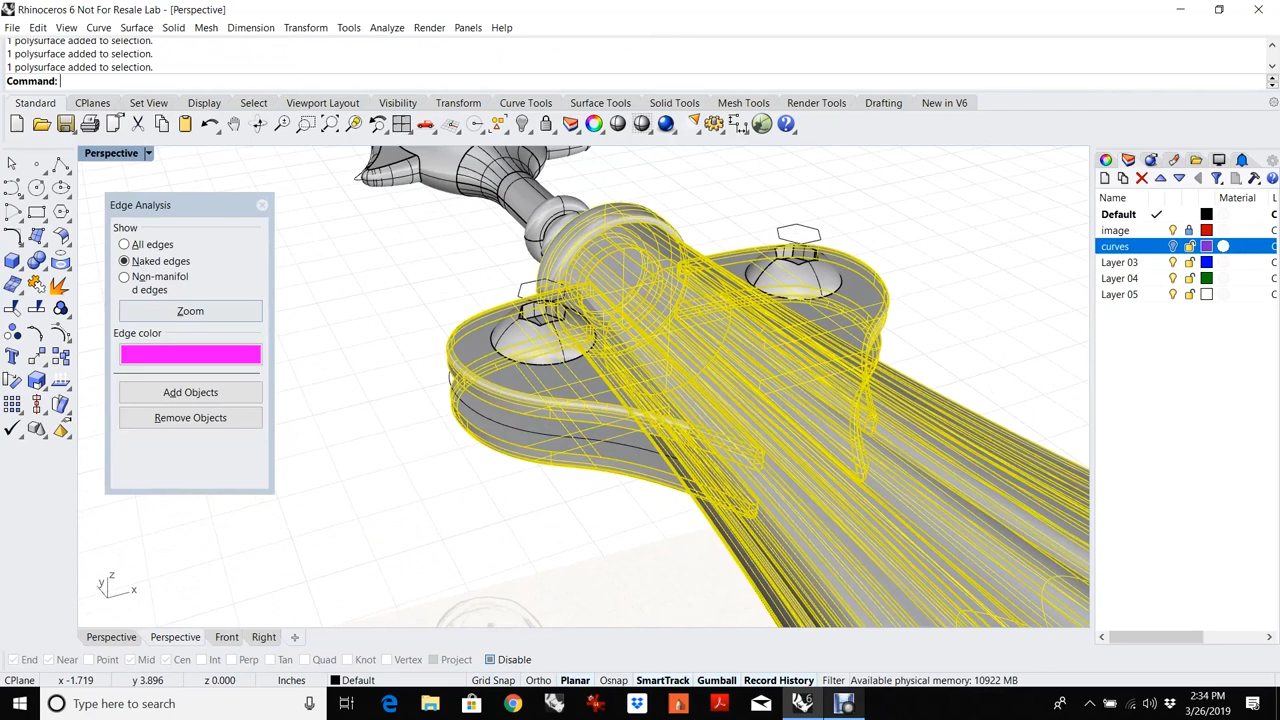 Rhinoceros 6 Not For Resale Lab - [Perspective]
File Edit View Curve Surface Solid Mesh Dimension Transform Tools Analyze Render Panels Help
1 polysurface added to selection.
1 polysurface added to selection.
1 polysurface added to selection.
Command:
Standard CPlanes Set View Display Select Viewport Layout Visibility Transform Curve Tools Surface Tools Solid Tools Mesh Tools Render Tools Drafting New in V6
Perspective
Edge Analysis
Show
All edges
Naked edges
Non-manifol
d edges
Zoom
Edge color
Add Objects
Remove Objects
Name Material L
Default C
image C
curves C
Layer 03 C
Layer 04 C
Layer 05 C
z
y
x
Perspective Perspective Front Right
End Near Point Mid Cen Int Perp Tan Quad Knot Vertex Project Disable
CPlane x -1.719 y 3.896 z 0.000 Inches Default Grid Snap Ortho Planar Osnap SmartTrack Gumball Record History Filter Available physical memory: 10922 MB
Type here to search
2:34 PM
3/26/2019